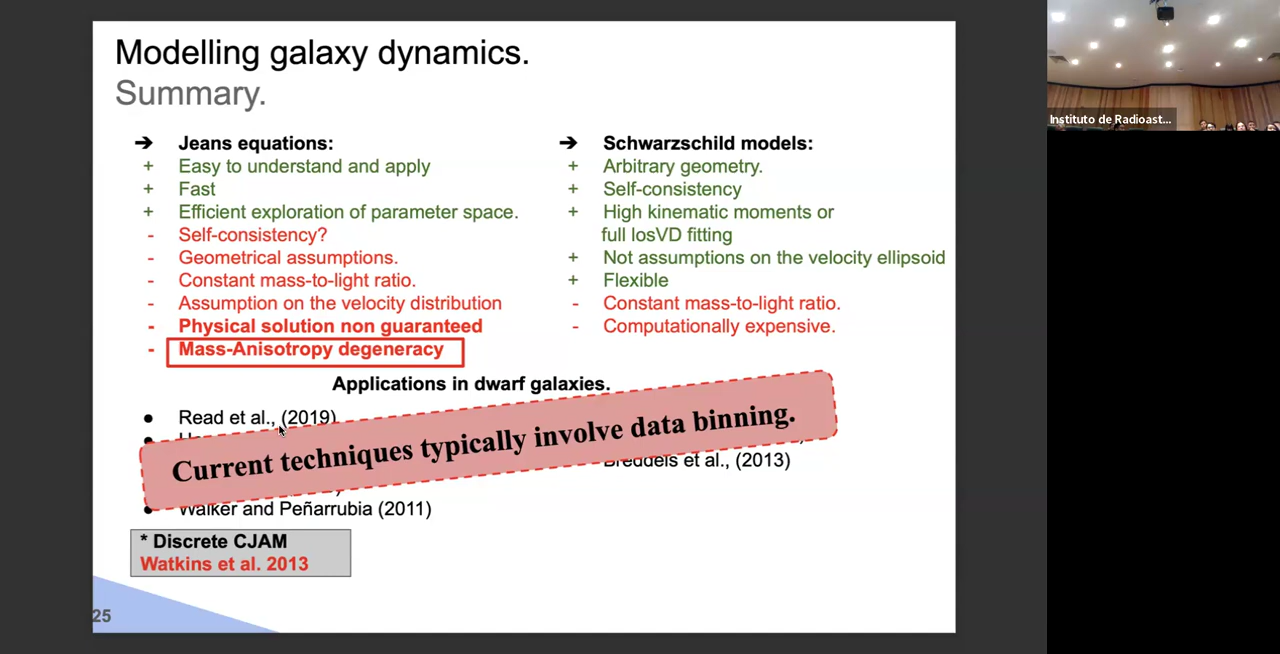 Modelling galaxy dynamics.
Summary.
➔ Jeans equations:
+ Easy to understand and apply
+ Fast
+ Efficient exploration of parameter space.
- Self-consistency?
- Geometrical assumptions.
- Constant mass-to-light ratio.
- Assumption on the velocity distribution
- Physical solution non guaranteed
- Mass-Anisotropy degeneracy
➔ Schwarzschild models:
+ Arbitrary geometry.
+ Self-consistency
+ High kinematic moments or
full losVD fitting
+ Not assumptions on the velocity ellipsoid
+ Flexible
- Constant mass-to-light ratio.
- Computationally expensive.
Applications in dwarf galaxies.
● Read et al., (2019)
Current techniques typically involve data binning.
Breddels et al., (2013)
● Walker and Peñarrubia (2011)
* Discrete CJAM
Watkins et al. 2013
25
Instituto de Radioast...